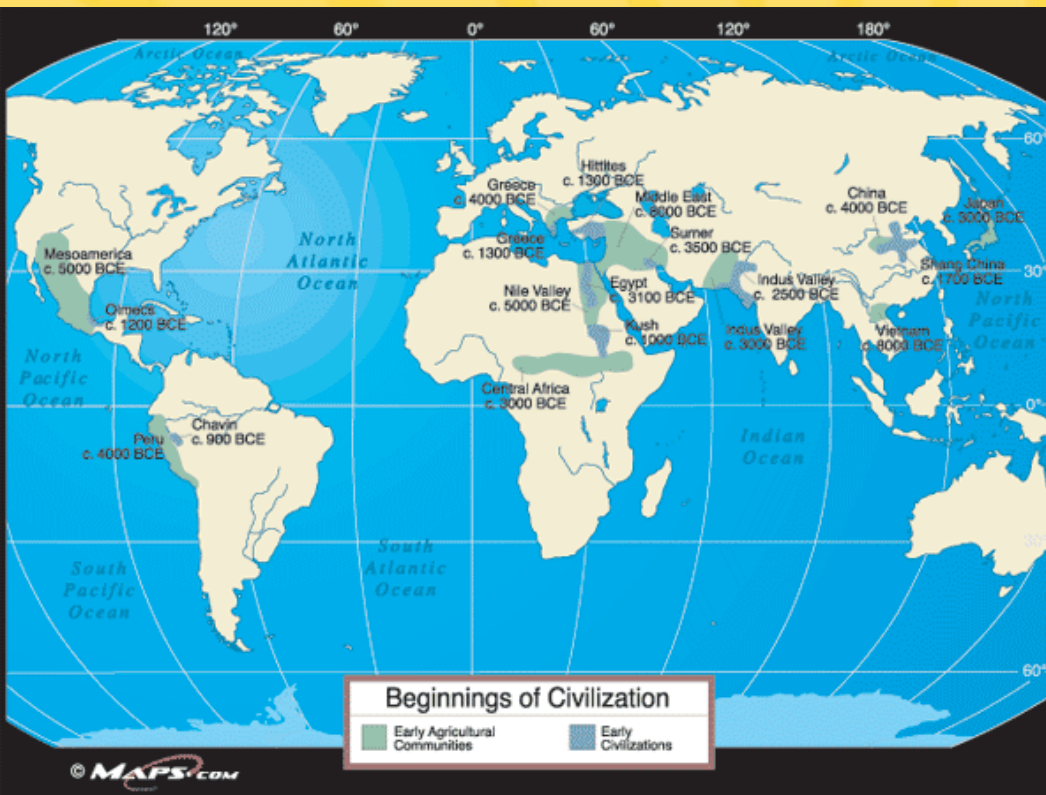 120° 60° 0° 60° 120° 180°
Arctic Ocean
Arctic Ocean
60°
Hittites
c. 1300 BCE
Greece
c. 4000 BCE
Middle East
c. 8000 BCE
China
c. 4000 BCE
Japan
c. 3000 BCE
Greece
c. 1300 BCE
Sumer
c. 3500 BCE
Mesoamerica
c. 5000 BCE
North
Atlantic
Ocean
Shang China
c. 1700 BCE
30°
Nile Valley
c. 5000 BCE
Egypt
c. 3100 BCE
Indus Valley
c. 2500 BCE
North
Pacific
Ocean
Olmecs
c. 1200 BCE
Kush
c. 1000 BCE
Indus Valley
c. 3000 BCE
Vietnam
c. 8000 BCE
North
Pacific
Ocean
Central Africa
c. 3000 BCE
0°
Chavin
c. 900 BCE
Peru
c. 4000 BCE
Indian
Ocean
30°
South
Pacific
Ocean
South
Atlantic
Ocean
60°
Beginnings of Civilization
Early Agricultural
Communities
Early
Civilizations
© MAPS.COM